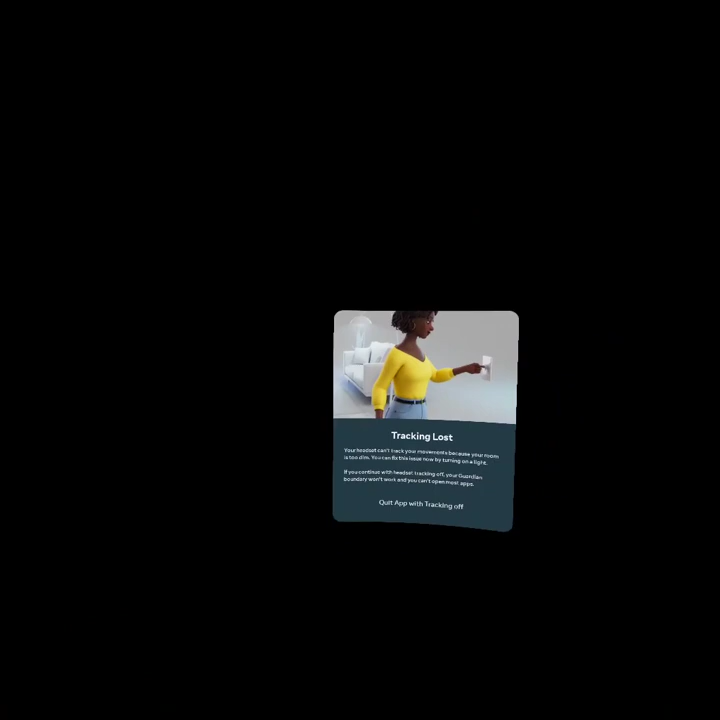 Tracking Lost
Your headset can't track your movements because your room
is too dim. You can fix this issue now by turning on a light.
If you continue with headset tracking off, your Guardian
boundary won't work and you can't open most apps.
Quit App with Tracking off